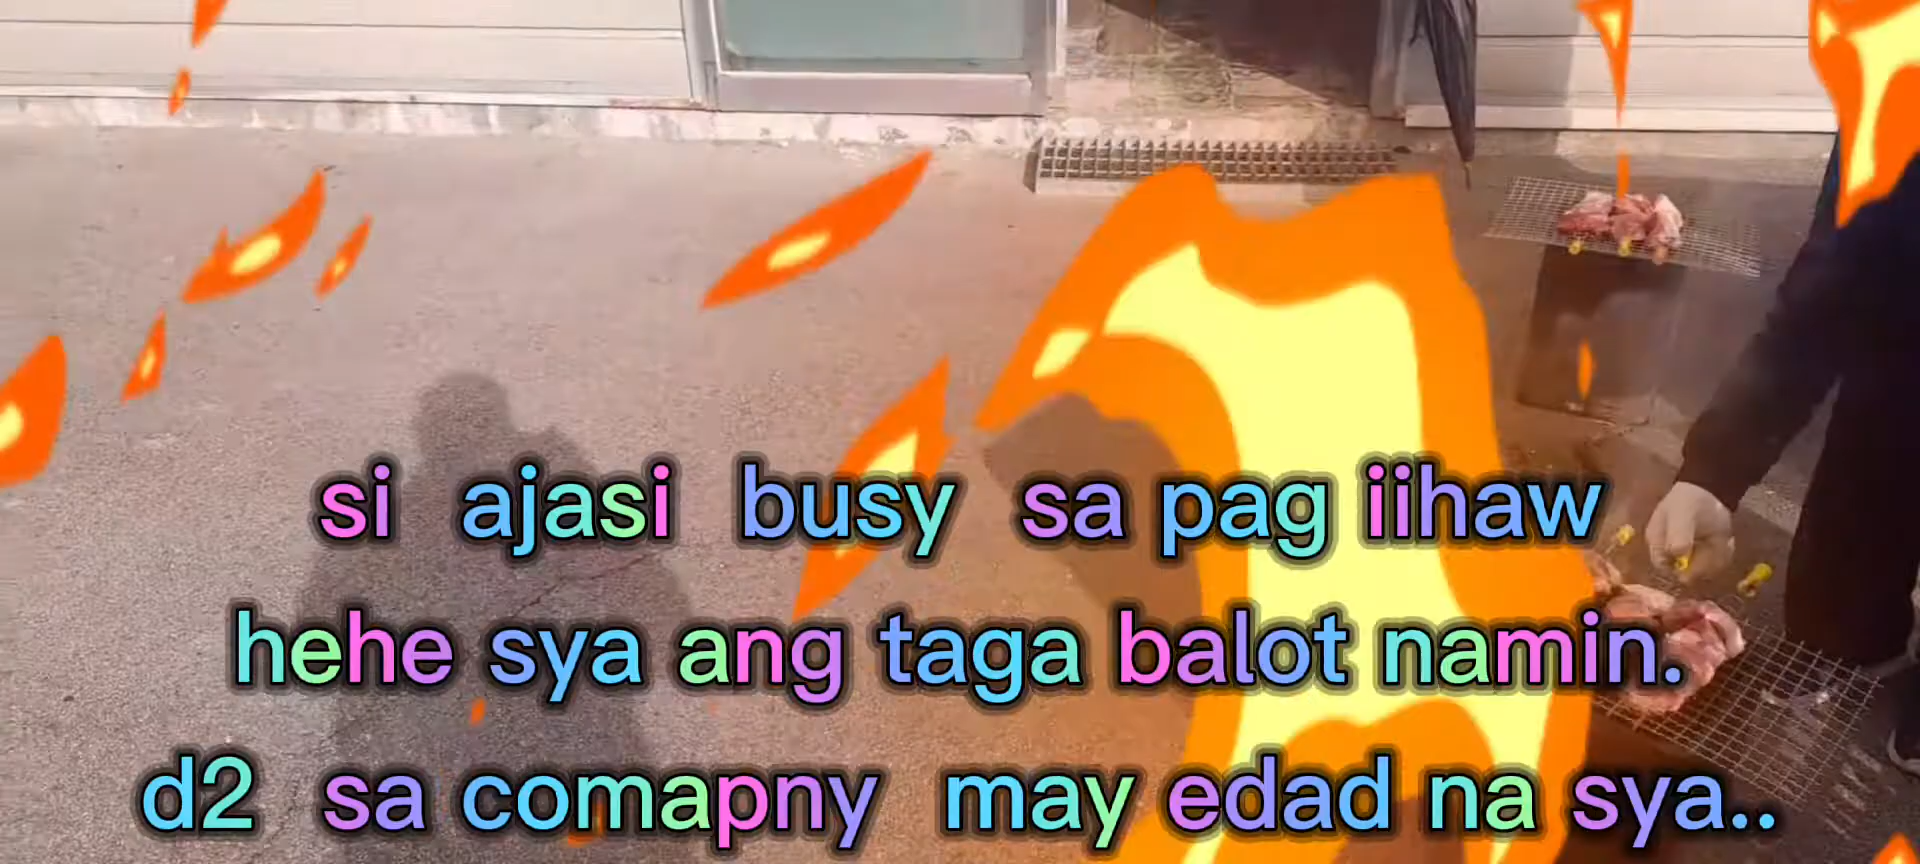 si ajasi busy sa pag iihaw
hehe sya ang taga balot namin.
d2 sa comapny may edad na sya..